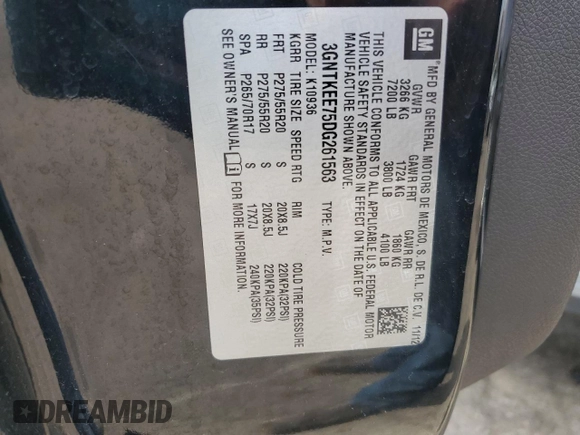 GM
MFD BY GENERAL MOTORS DE MEXICO, S. DE R.L. DE C.V. 11/12
GVWR GAWR FRT GAWR RR
3266 KG 1724 KG 1860 KG
7200 LB 3800 LB 4100 LB
THIS VEHICLE CONFORMS TO ALL APPLICABLE U.S. FEDERAL MOTOR
VEHICLE SAFETY STANDARDS IN EFFECT ON THE DATE OF
MANUFACTURE SHOWN ABOVE.
3GNTKEE75DG261563 TYPE: M.P.V.
MODEL: K10936
KGRR TIRE SIZE SPEED RTG RIM COLD TIRE PRESSURE
FRT P275/55R20 S 20X8.5J 220KPA(32PSI)
RR P275/55R20 S 20X8.5J 220KPA(32PSI)
SPA P265/70R17 S 17X7J 240KPA(35PSI)
SEE OWNER'S MANUAL FOR MORE INFORMATION.
DREAMBID